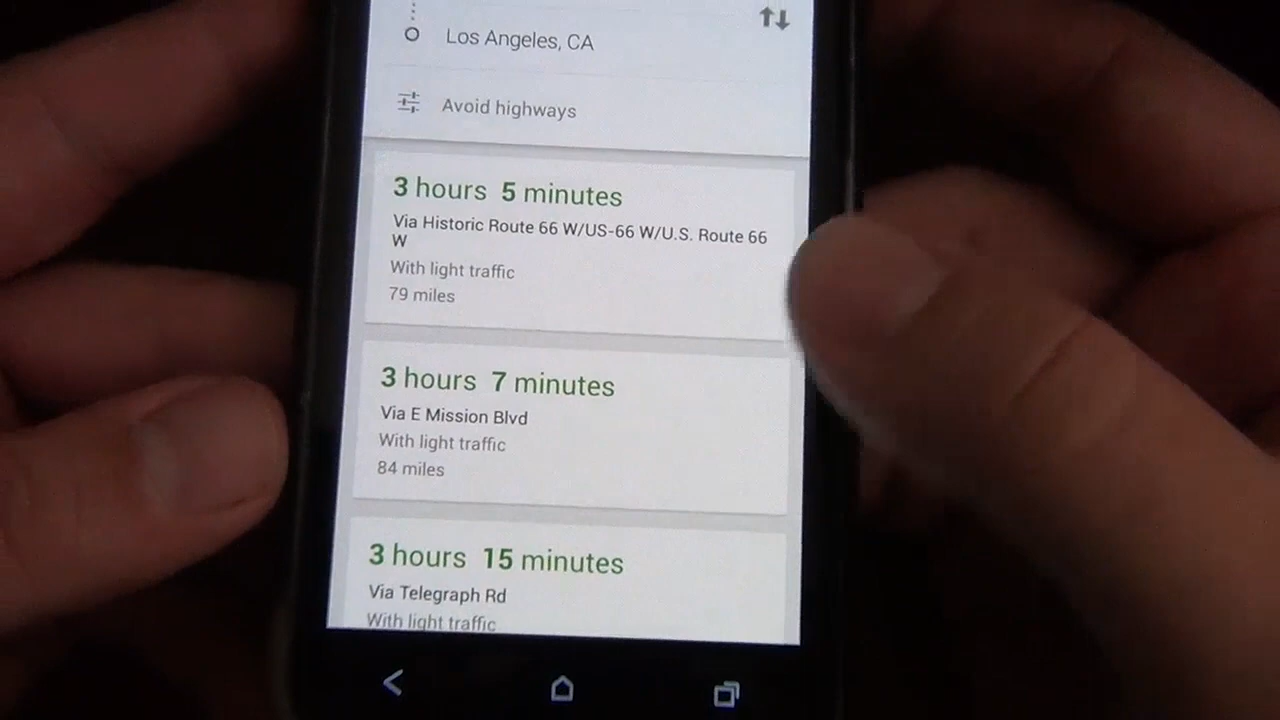 Los Angeles, CA
Avoid highways
3 hours 5 minutes
Via Historic Route 66 W/US-66 W/U.S. Route 66
W
With light traffic
79 miles
3 hours 7 minutes
Via E Mission Blvd
With light traffic
84 miles
3 hours 15 minutes
Via Telegraph Rd
With light traffic